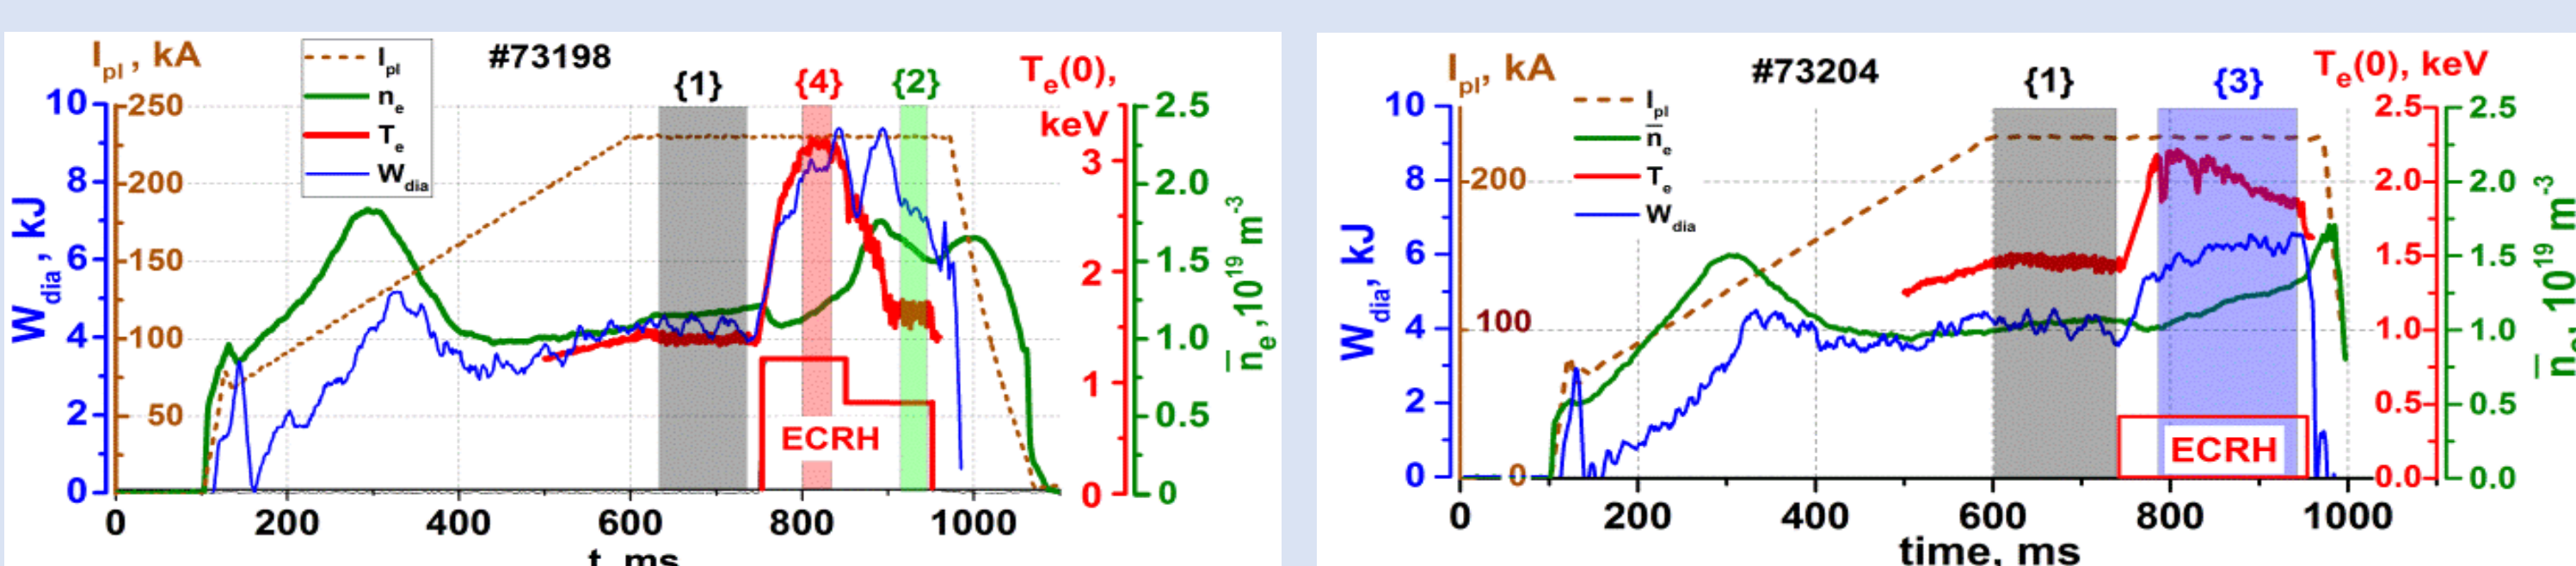 I_pl, kA
#73198
I_pl
n_e
T_e
W_dia
{1}
{4}
{2}
T_e(0),
keV
10
8
6
4
2
0
W_dia, kJ
250
200
150
100
50
3
2
1
0
2.5
2.0
1.5
1.0
0.5
0
n̅_e, 10^19 m^-3
ECRH
0 200 400 600 800 1000
I_pl, kA
#73204
I_pl
n̅_e
T_e
W_dia
{1}
{3}
T_e(0), keV
10
8
6
4
2
0
W_dia, kJ
200
100
0
2.5
2.0
1.5
1.0
0.5
0.0
2.5
2.0
1.5
1.0
0.5
0.0
10^19 m^-3
ECRH
0 200 400 600 800 1000
time, ms